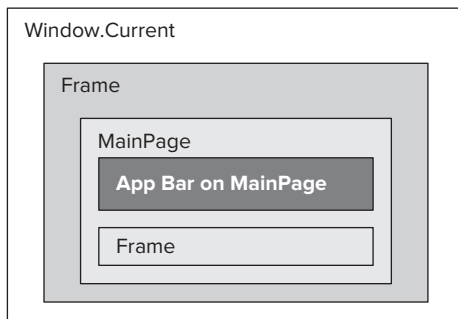 Window.Current
Frame
MainPage
App Bar on MainPage
Frame